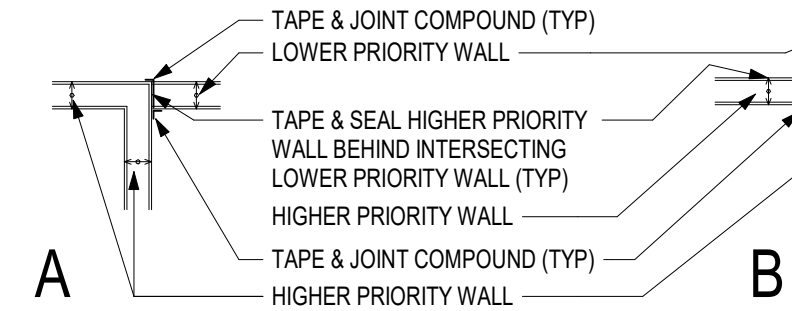 TAPE & JOINT COMPOUND (TYP)
LOWER PRIORITY WALL
TAPE & SEAL HIGHER PRIORITY
WALL BEHIND INTERSECTING
LOWER PRIORITY WALL (TYP)
HIGHER PRIORITY WALL
TAPE & JOINT COMPOUND (TYP)
HIGHER PRIORITY WALL
A
B